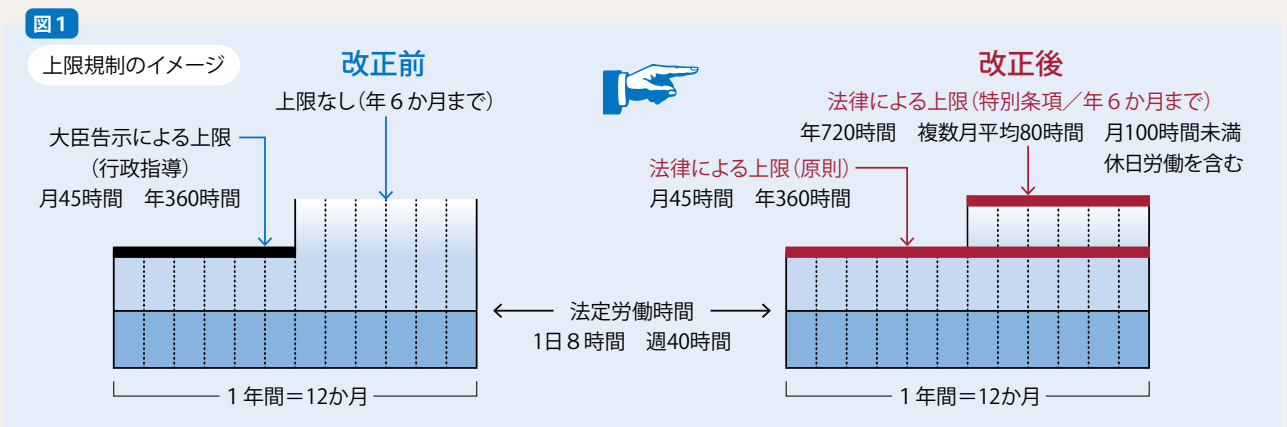 図1
上限規制のイメージ
改正前
上限なし（年６か月まで）
大臣告示による上限
（行政指導）
月45時間　年360時間
改正後
法律による上限（特別条項／年６か月まで）
年720時間　複数月平均80時間　月100時間未満
休日労働を含む
法律による上限（原則）
月45時間　年360時間
法定労働時間
1日８時間　週40時間
１年間＝12か月
１年間＝12か月